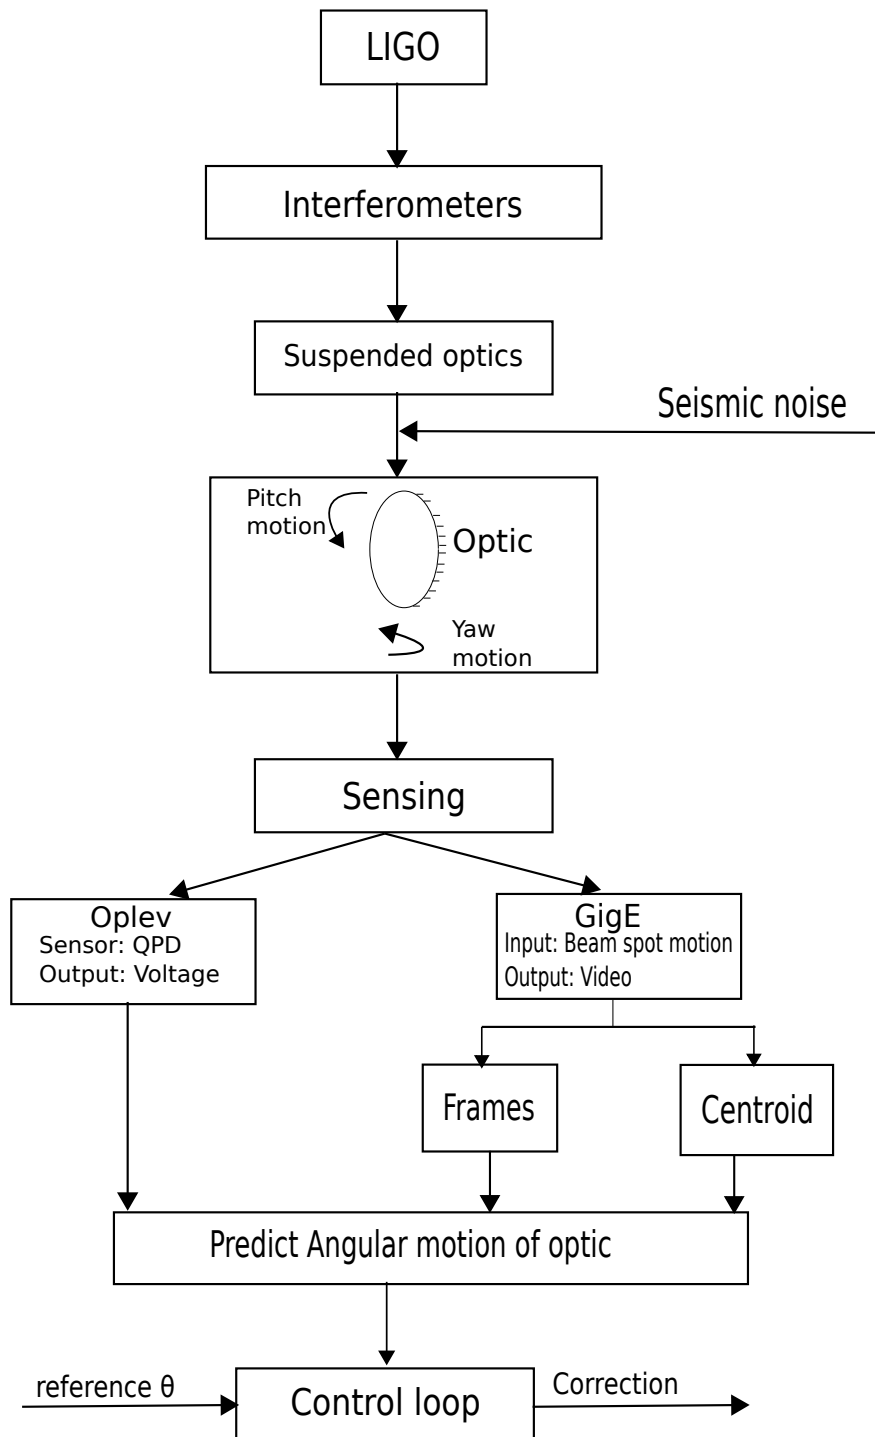 LIGO
Interferometers
Suspended optics
Seismic noise
Pitch
motion
Optic
Yaw
motion
Sensing
Oplev
Sensor: QPD
Output: Voltage
GigE
Input: Beam spot motion
Output: Video
Frames
Centroid
Predict Angular motion of optic
reference θ
Control loop
Correction